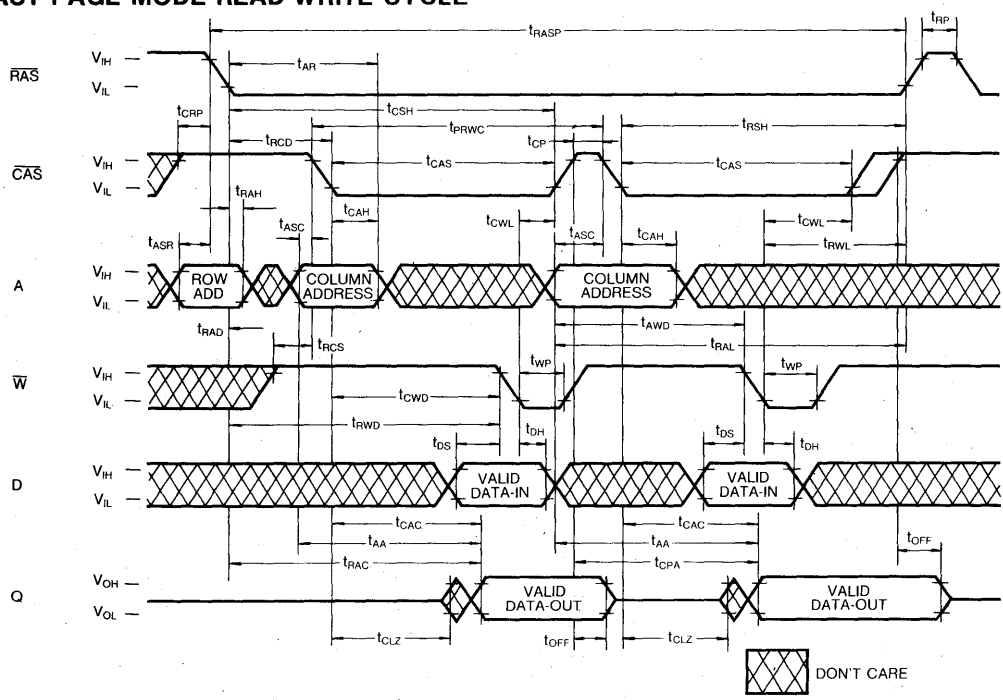 AST PAGE MODE READ-WRITE CYCLE
tRASP
tRP
RAS
VIH
VIL
tAR
tCSH
tCRP
tPRWC
tRCD
tCP
tRSH
CAS
VIH
VIL
tCAS
tCAS
tRAH
tCAH
tCWL
tASC
tASC
tCAH
tCWL
tASR
tRWL
A
VIH
VIL
ROW ADD
COLUMN ADDRESS
COLUMN ADDRESS
tAWD
tRAD
tRAL
tRCS
W
VIH
VIL
tWP
tWP
tCWD
tRWD
tDS
tDH
tDS
tDH
D
VIH
VIL
VALID DATA-IN
VALID DATA-IN
tCAC
tCAC
tAA
tAA
tOFF
tRAC
tCPA
Q
VOH
VOL
VALID DATA-OUT
VALID DATA-OUT
tCLZ
tOFF
tCLZ
DON'T CARE